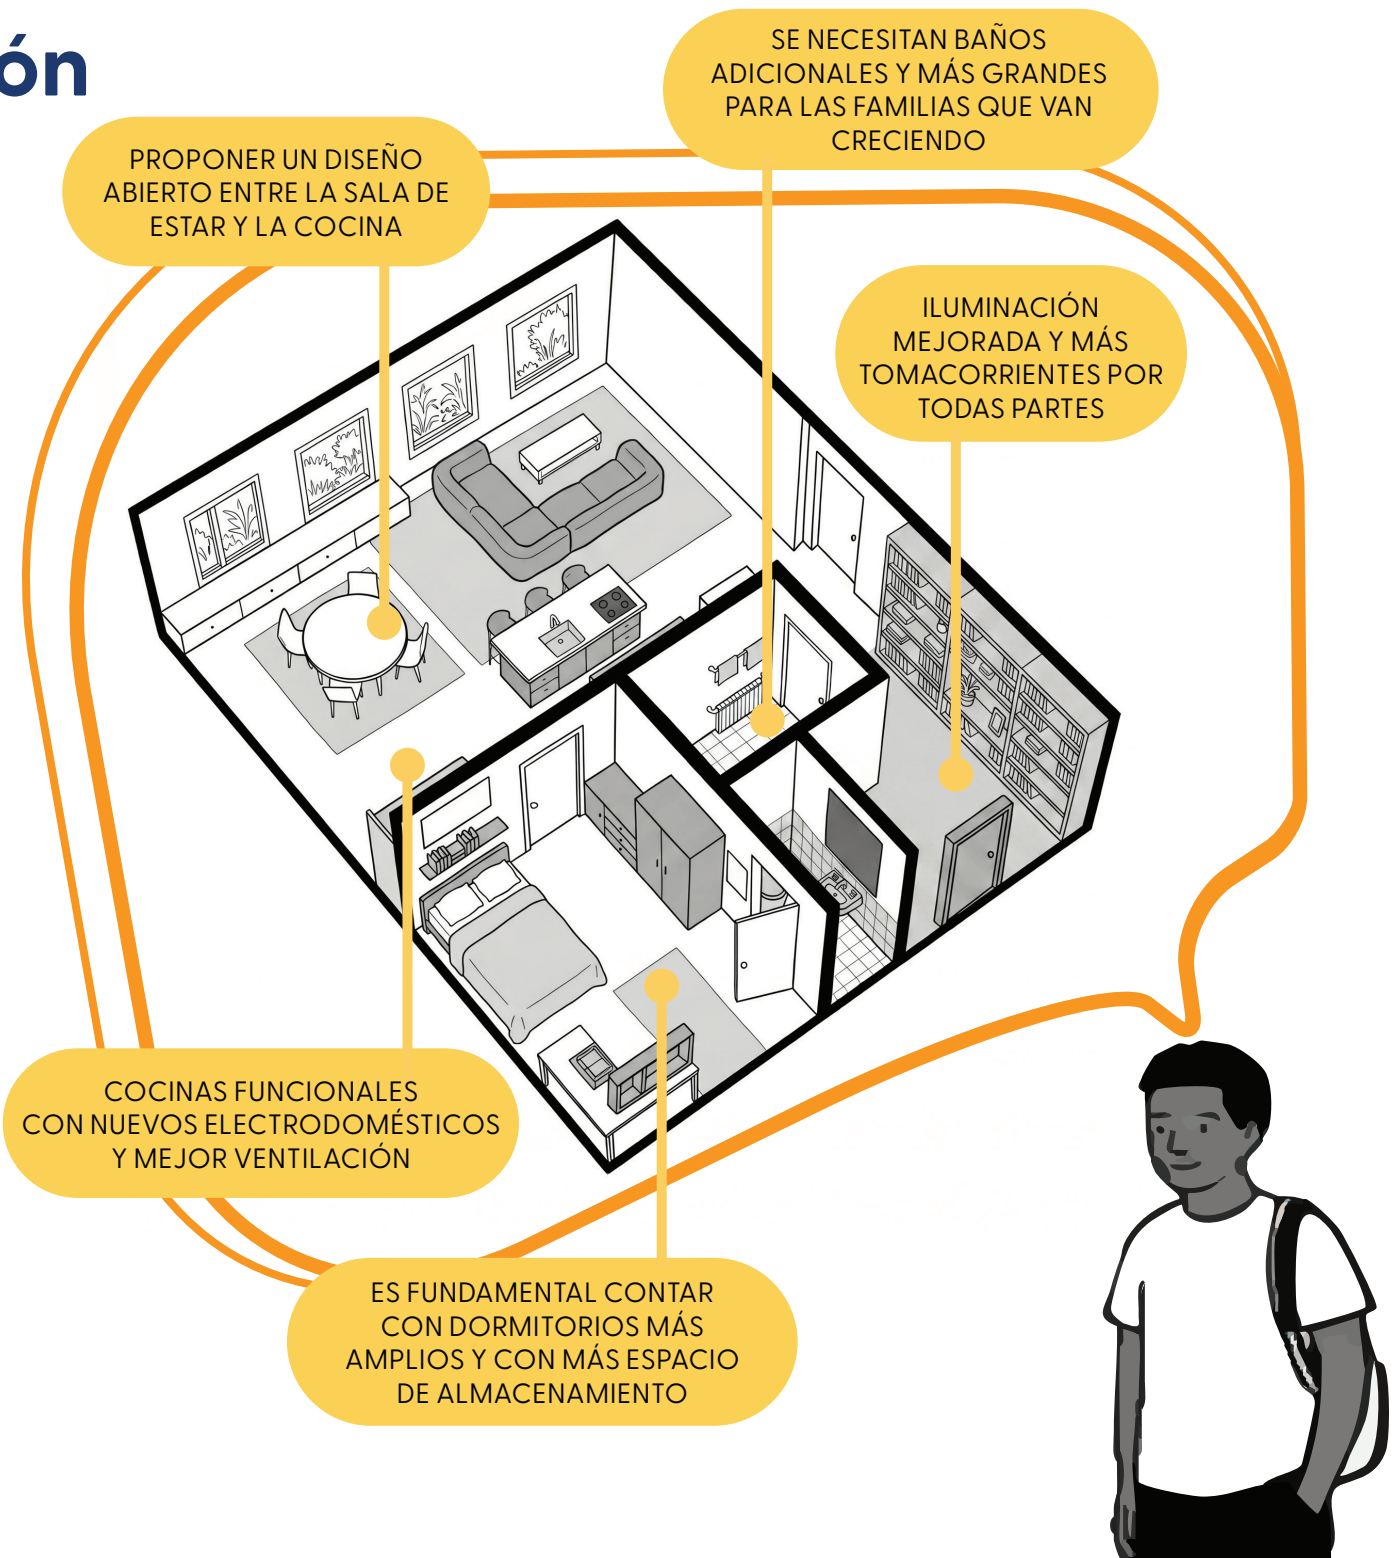 ón
SE NECESITAN BAÑOS
ADICIONALES Y MÁS GRANDES
PARA LAS FAMILIAS QUE VAN
CRECIENDO
PROPONER UN DISEÑO
ABIERTO ENTRE LA SALA DE
ESTAR Y LA COCINA
ILUMINACIÓN
MEJORADA Y MÁS
TOMACORRIENTES POR
TODAS PARTES
COCINAS FUNCIONALES
CON NUEVOS ELECTRODOMÉSTICOS
Y MEJOR VENTILACIÓN
ES FUNDAMENTAL CONTAR
CON DORMITORIOS MÁS
AMPLIOS Y CON MÁS ESPACIO
DE ALMACENAMIENTO